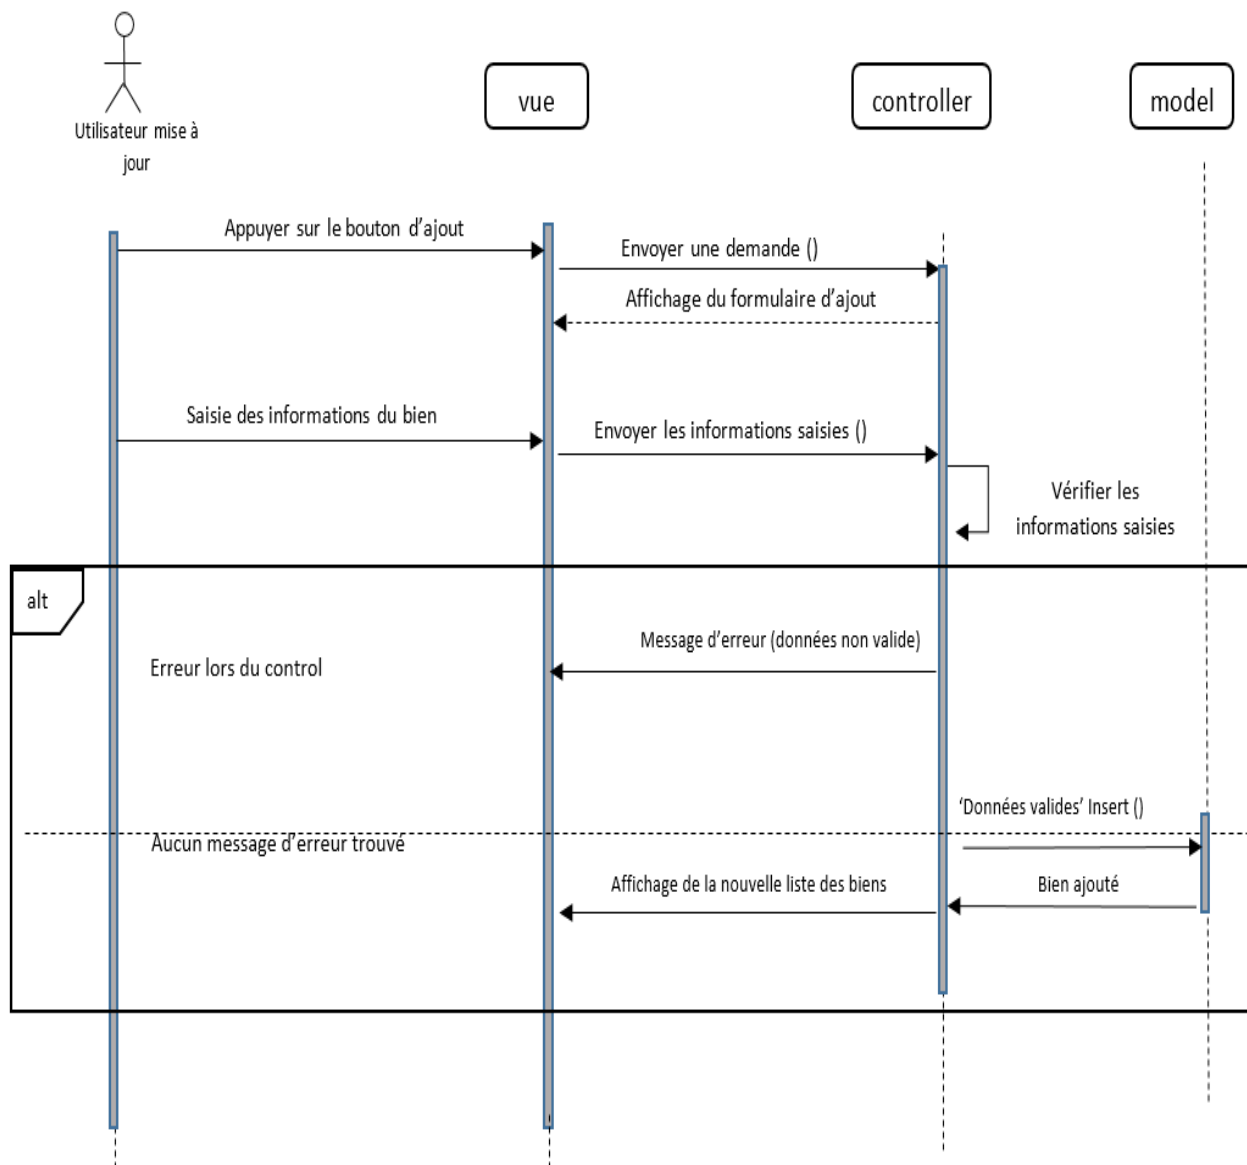 Utilisateur mise à
jour
vue
controller
model
Appuyer sur le bouton d'ajout
Envoyer une demande ()
Affichage du formulaire d'ajout
Saisie des informations du bien
Envoyer les informations saisies ()
Vérifier les
informations saisies
alt
Message d'erreur (données non valide)
Erreur lors du control
‘Données valides’ Insert ()
Aucun message d'erreur trouvé
Affichage de la nouvelle liste des biens
Bien ajouté